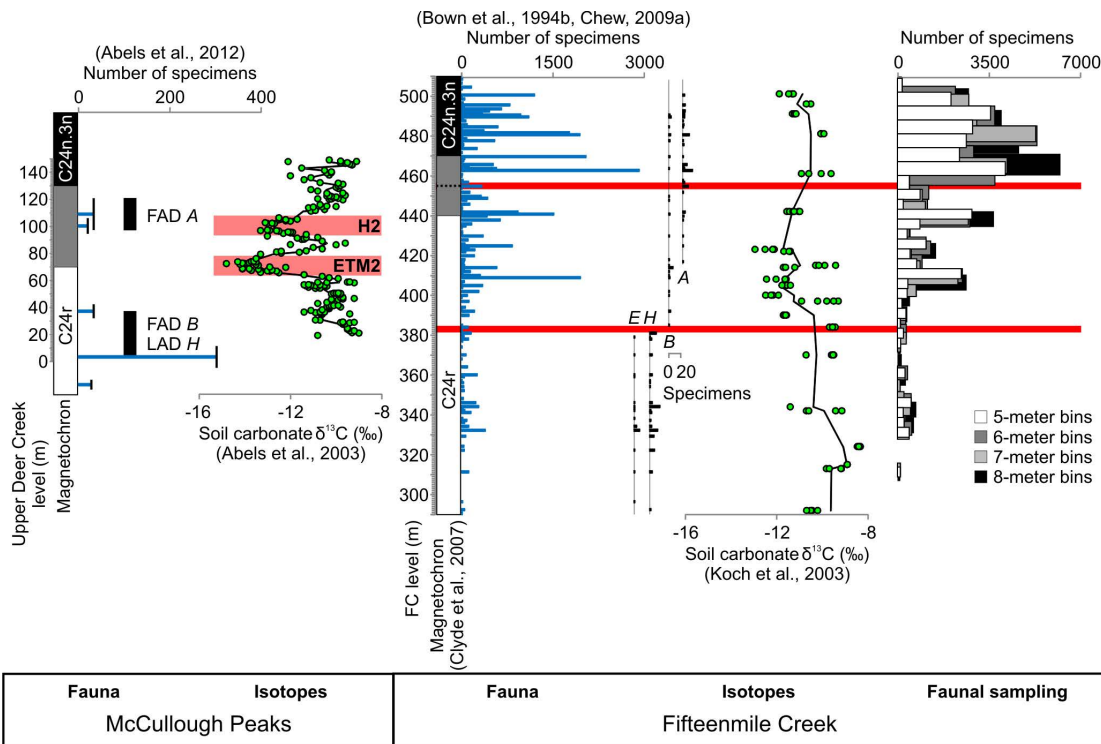 (Abels et al., 2012)
Number of specimens
0 200 400
C24n.3n
C24r
140
120
100
80
60
40
20
0
FAD A
FAD B
LAD H
H2
ETM2
-16 -12 -8
Soil carbonate δ¹³C (‰)
(Abels et al., 2003)
Upper Deer Creek
level (m)
Magnetochron
(Bown et al., 1994b, Chew, 2009a)
Number of specimens
0 1500 3000
C24n.3n
C24r
500
480
460
440
420
400
380
360
340
320
300
A
E H
B
0 20
Specimens
FC level (m)
Magnetochron
(Clyde et al., 2007)
-16 -12 -8
Soil carbonate δ¹³C (‰)
(Koch et al., 2003)
Number of specimens
0 3500 7000
5-meter bins
6-meter bins
7-meter bins
8-meter bins
Fauna Isotopes
McCullough Peaks
Fauna Isotopes Faunal sampling
Fifteenmile Creek